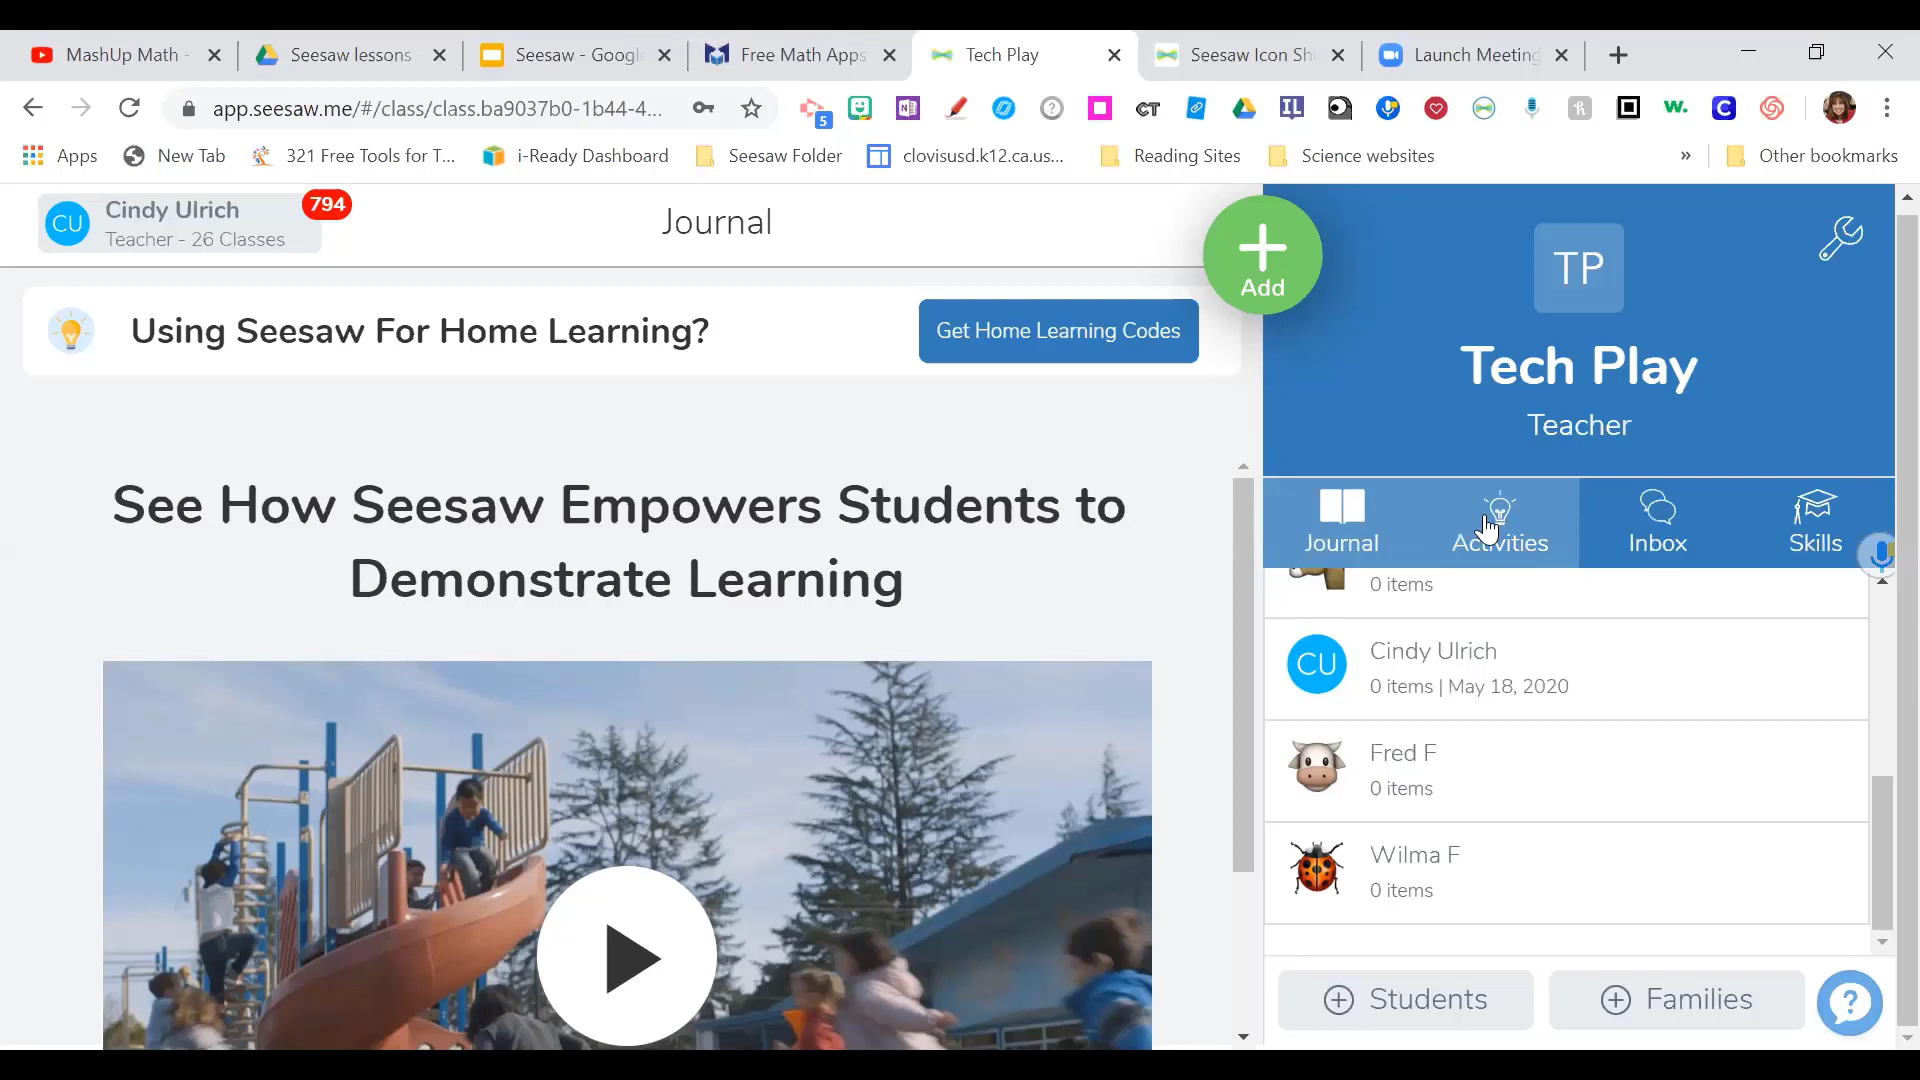 MashUp Math -
Seesaw lessons
Seesaw - Google
Free Math Apps
Tech Play
Seesaw Icon Sh
Launch Meeting
app.seesaw.me/#/class/class.ba9037b0-1b44-4...
5
CT
IL
w.
C
Apps
New Tab
321 Free Tools for T...
i-Ready Dashboard
Seesaw Folder
clovisusd.k12.ca.us...
Reading Sites
Science websites
»
Other bookmarks
CU
Cindy Ulrich
794
Teacher - 26 Classes
Journal
Add
TP
Using Seesaw For Home Learning?
Get Home Learning Codes
Tech Play
Teacher
See How Seesaw Empowers Students to
Demonstrate Learning
Journal
Activities
Inbox
Skills
0 items
CU
Cindy Ulrich
0 items | May 18, 2020
Fred F
0 items
Wilma F
0 items
Students
Families
?